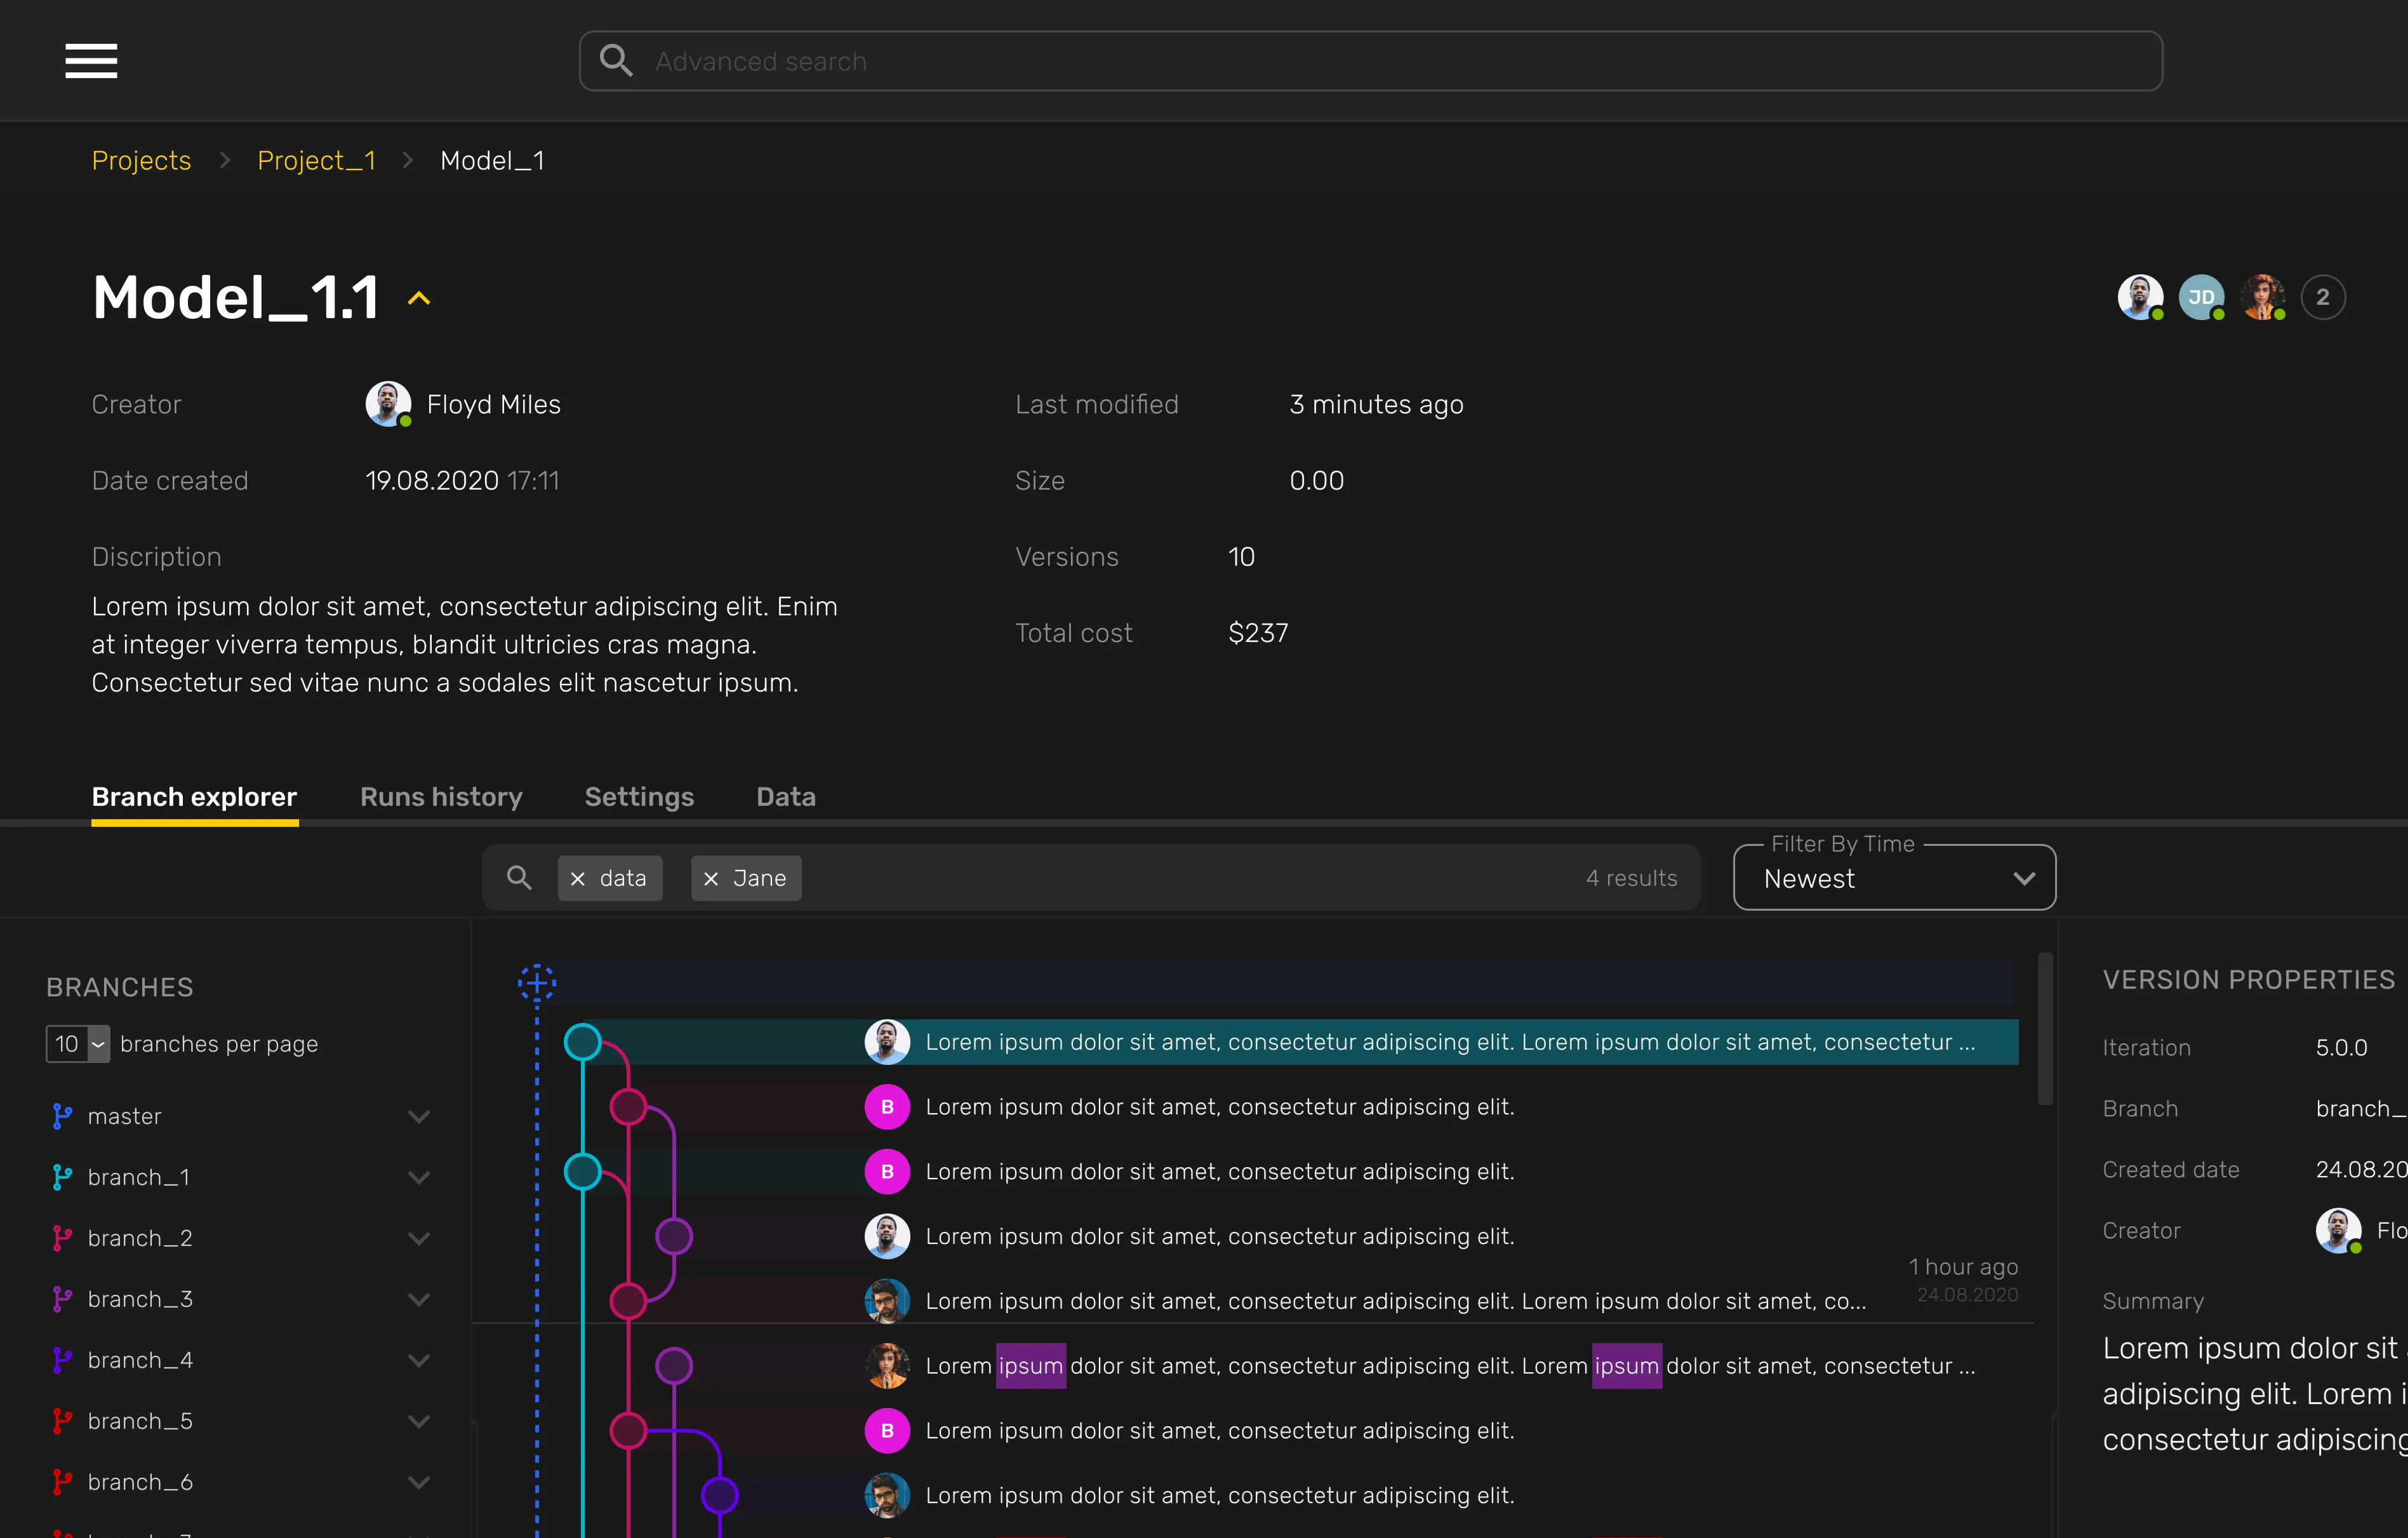 Advanced search
Projects
Project_1
Model_1
Model_1.1
JD
2
Creator
Floyd Miles
Last modified
3 minutes ago
Date created
19.08.2020 17:11
Size
0.00
Discription
Versions
10
Lorem ipsum dolor sit amet, consectetur adipiscing elit. Enim
at integer viverra tempus, blandit ultricies cras magna.
Consectetur sed vitae nunc a sodales elit nascetur ipsum.
Total cost
$237
Branch explorer
Runs history
Settings
Data
data
Jane
4 results
Filter By Time
Newest
BRANCHES
10
branches per page
master
branch_1
branch_2
branch_3
branch_4
branch_5
branch_6
Lorem ipsum dolor sit amet, consectetur adipiscing elit. Lorem ipsum dolor sit amet, consectetur ...
B
Lorem ipsum dolor sit amet, consectetur adipiscing elit.
B
Lorem ipsum dolor sit amet, consectetur adipiscing elit.
Lorem ipsum dolor sit amet, consectetur adipiscing elit.
1 hour ago
24.08.2020
Lorem ipsum dolor sit amet, consectetur adipiscing elit. Lorem ipsum dolor sit amet, co...
Lorem ipsum dolor sit amet, consectetur adipiscing elit. Lorem ipsum dolor sit amet, consectetur ...
B
Lorem ipsum dolor sit amet, consectetur adipiscing elit.
Lorem ipsum dolor sit amet, consectetur adipiscing elit.
VERSION PROPERTIES
Iteration
5.0.0
Branch
branch_
Created date
24.08.20
Creator
Flo
Summary
Lorem ipsum dolor sit
adipiscing elit. Lorem i
consectetur adipiscing